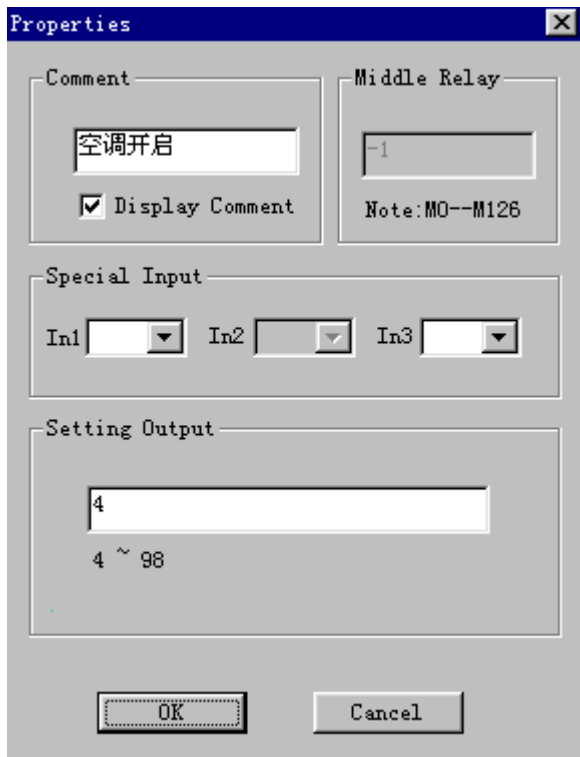 Properties
Comment
空调开启
Display Comment
Middle Relay
-1
Note:M0--M126
Special Input
In1 In2 In3
Setting Output
4
4 ~ 98
OK Cancel